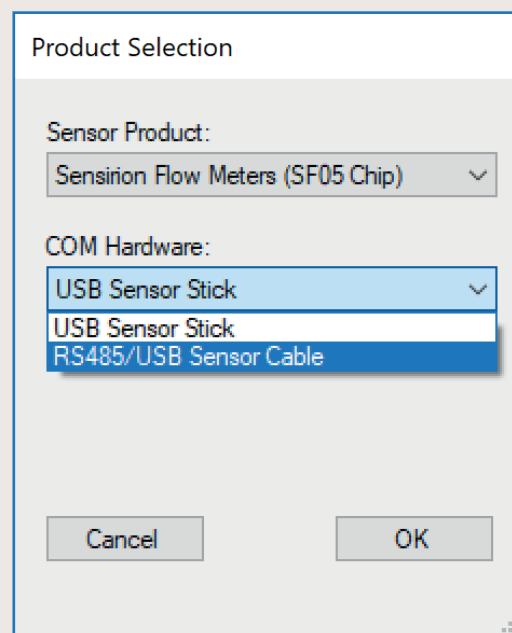 Product Selection
Sensor Product:
Sensirion Flow Meters (SF05 Chip)
COM Hardware:
USB Sensor Stick
USB Sensor Stick
RS485/USB Sensor Cable
Cancel
OK